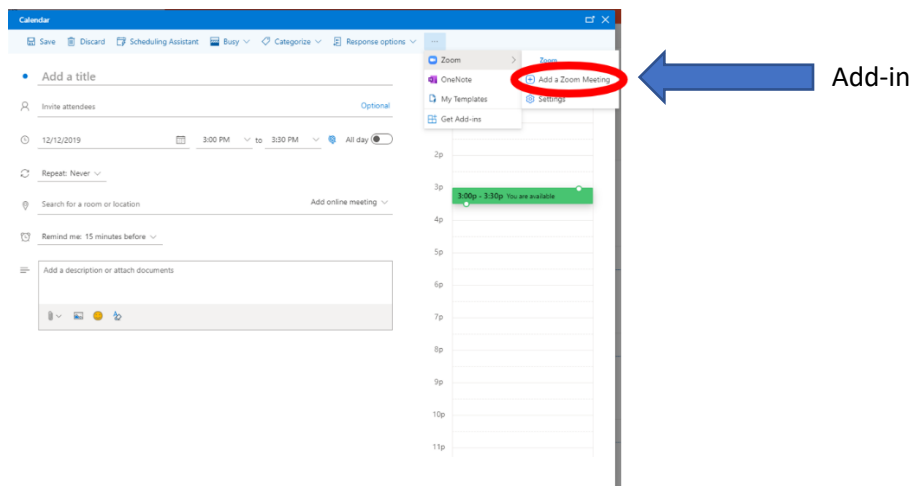 Calendar
Save Discard Scheduling Assistant Busy Categorize Response options ...
Zoom Zoom
Add a title OneNote Add a Zoom Meeting Add-in
Invite attendees Optional My Templates Settings
Get Add-ins
12/12/2019 3:00 PM to 3:30 PM All day
2p
Repeat: Never
3p
3:00p - 3:30p You are available
Search for a room or location Add online meeting
4p
Remind me: 15 minutes before
5p
Add a description or attach documents
6p
7p
8p
9p
10p
11p